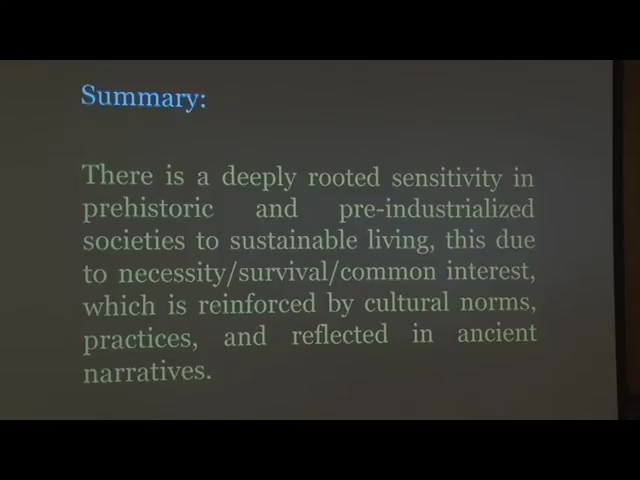 Summary:
There is a deeply rooted sensitivity in
prehistoric and pre-industrialized
societies to sustainable living, this due
to necessity/survival/common interest,
which is reinforced by cultural norms,
practices, and reflected in ancient
narratives.